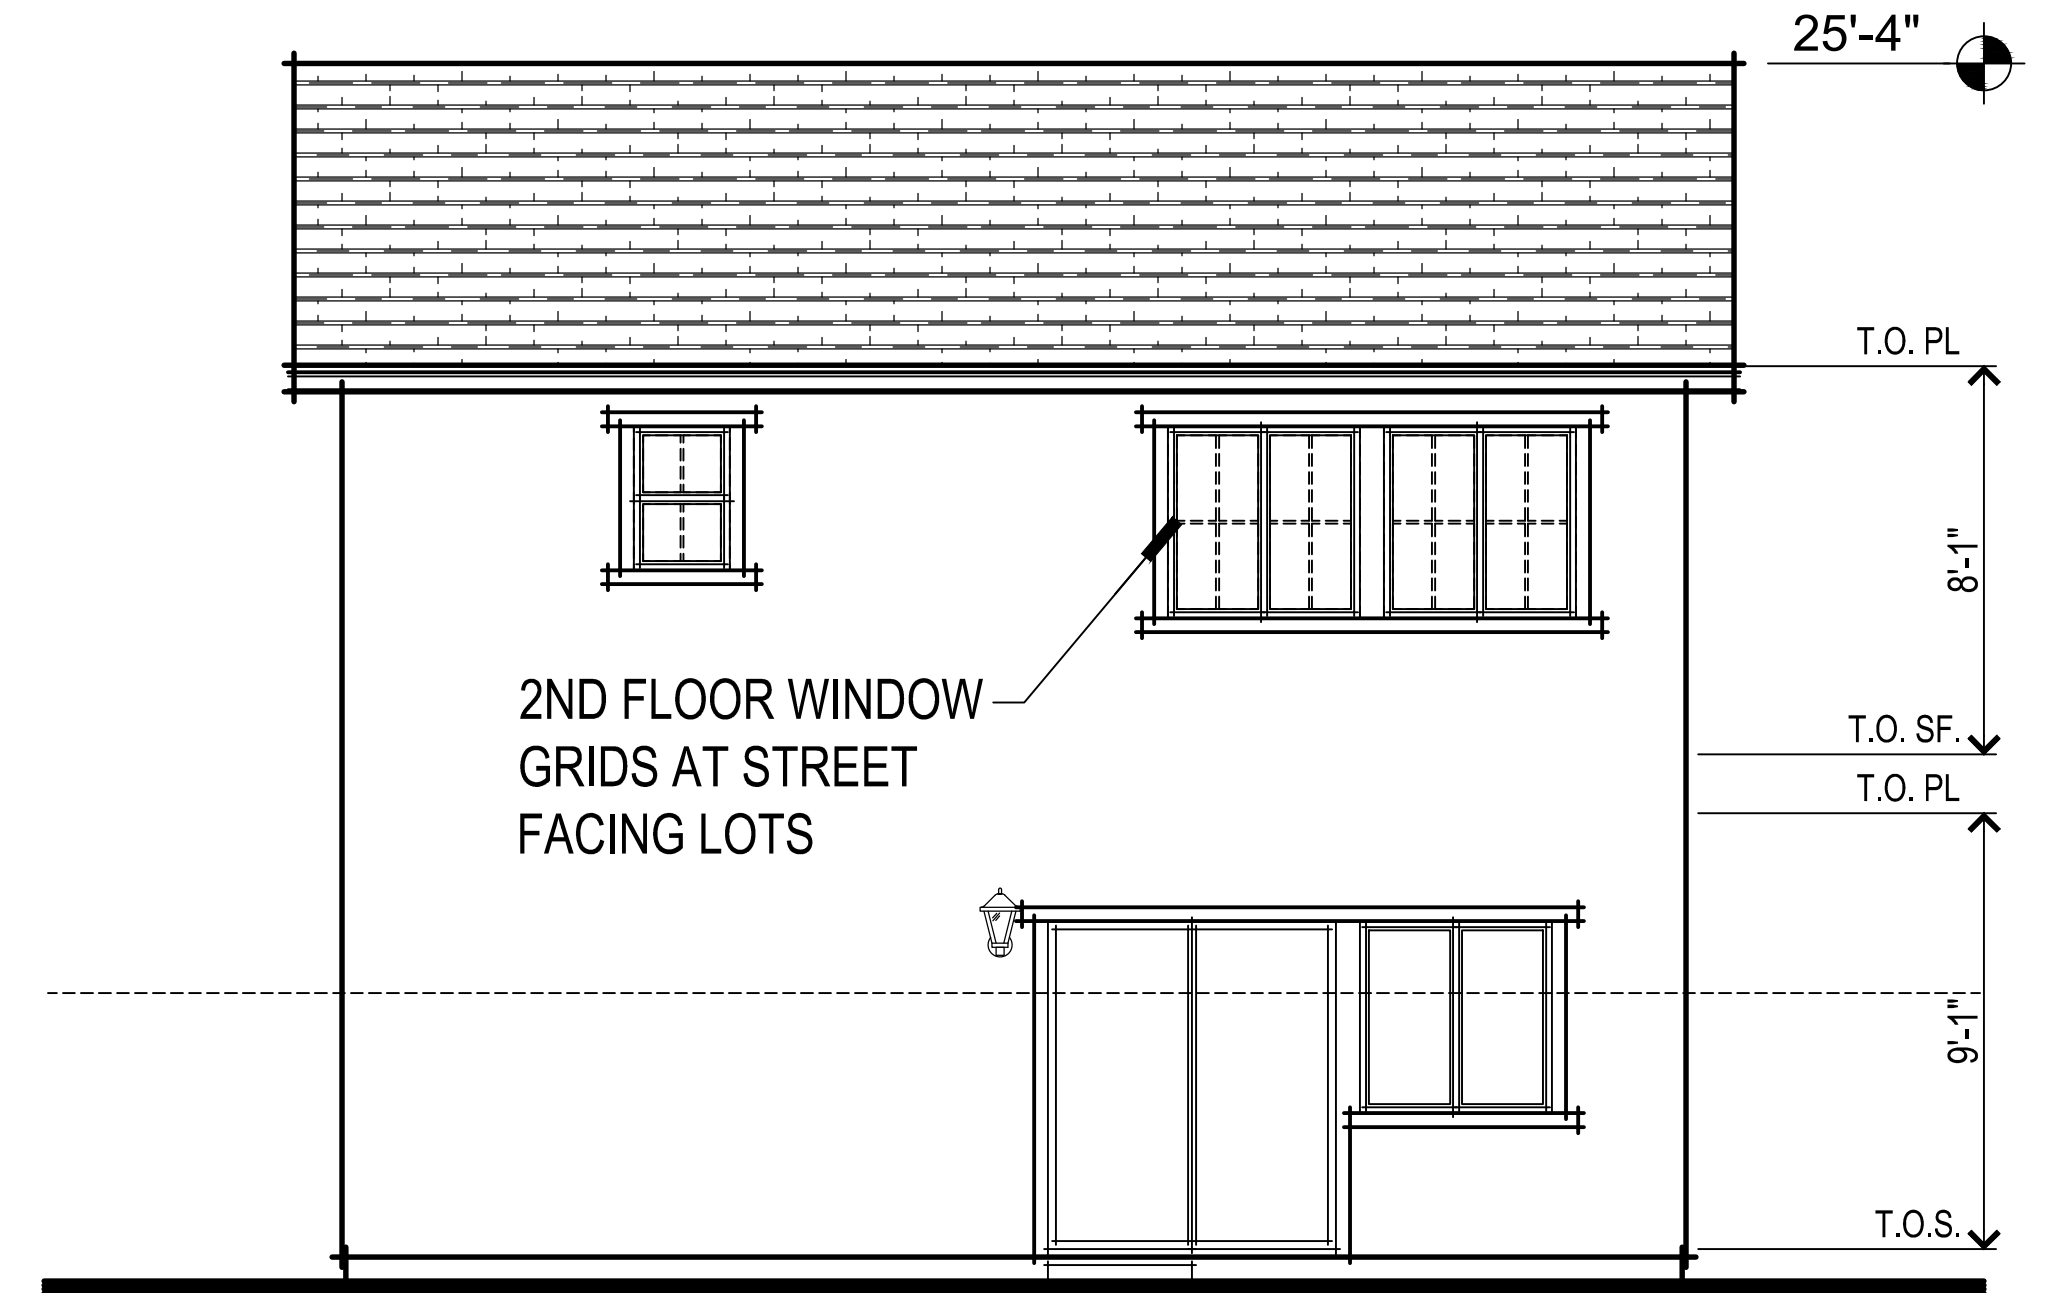 25'-4"
T.O. PL
8'-1"
2ND FLOOR WINDOW
GRIDS AT STREET
FACING LOTS
T.O. SF.
T.O. PL
9'-1"
T.O.S.